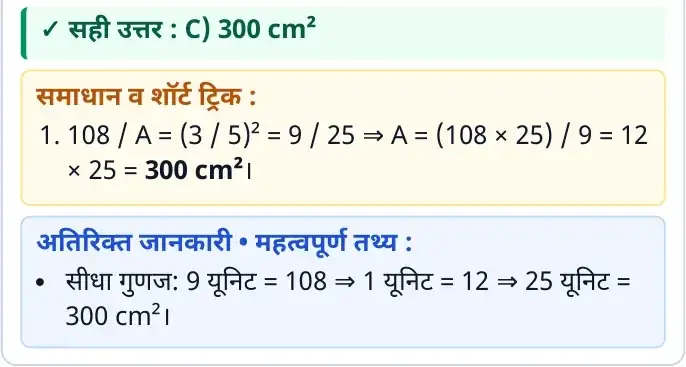 ✓ सही उत्तर : C) 300 cm²
समाधान व शॉर्ट ट्रिक :
1. 108 / A = (3 / 5)² = 9 / 25 ⇒ A = (108 × 25) / 9 = 12
× 25 = 300 cm²।
अतिरिक्त जानकारी • महत्वपूर्ण तथ्य :
• सीधा गुणज: 9 यूनिट = 108 ⇒ 1 यूनिट = 12 ⇒ 25 यूनिट =
300 cm²।